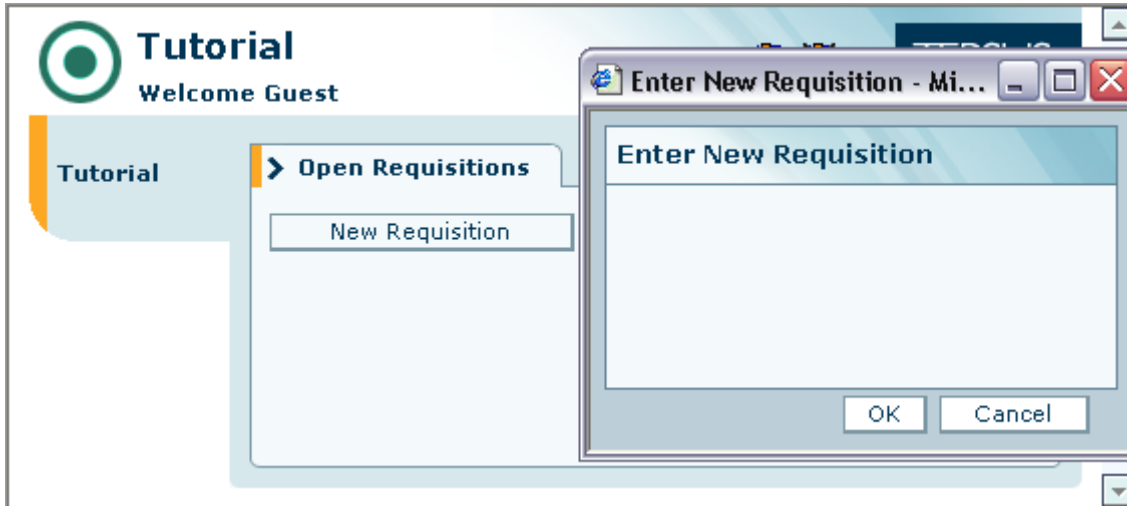 Tutorial
Welcome Guest
Tutorial
Open Requisitions
New Requisition
Enter New Requisition - Mi...
Enter New Requisition
OK
Cancel